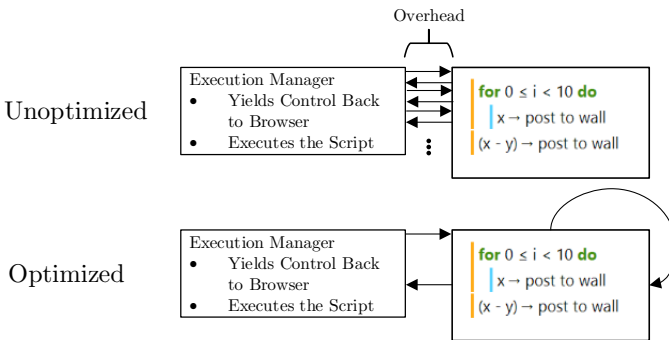 Overhead
Unoptimized
Execution Manager
• Yields Control Back
to Browser
• Executes the Script
for 0 ≤ i < 10 do
x → post to wall
(x - y) → post to wall
Optimized
Execution Manager
• Yields Control Back
to Browser
• Executes the Script
for 0 ≤ i < 10 do
x → post to wall
(x - y) → post to wall